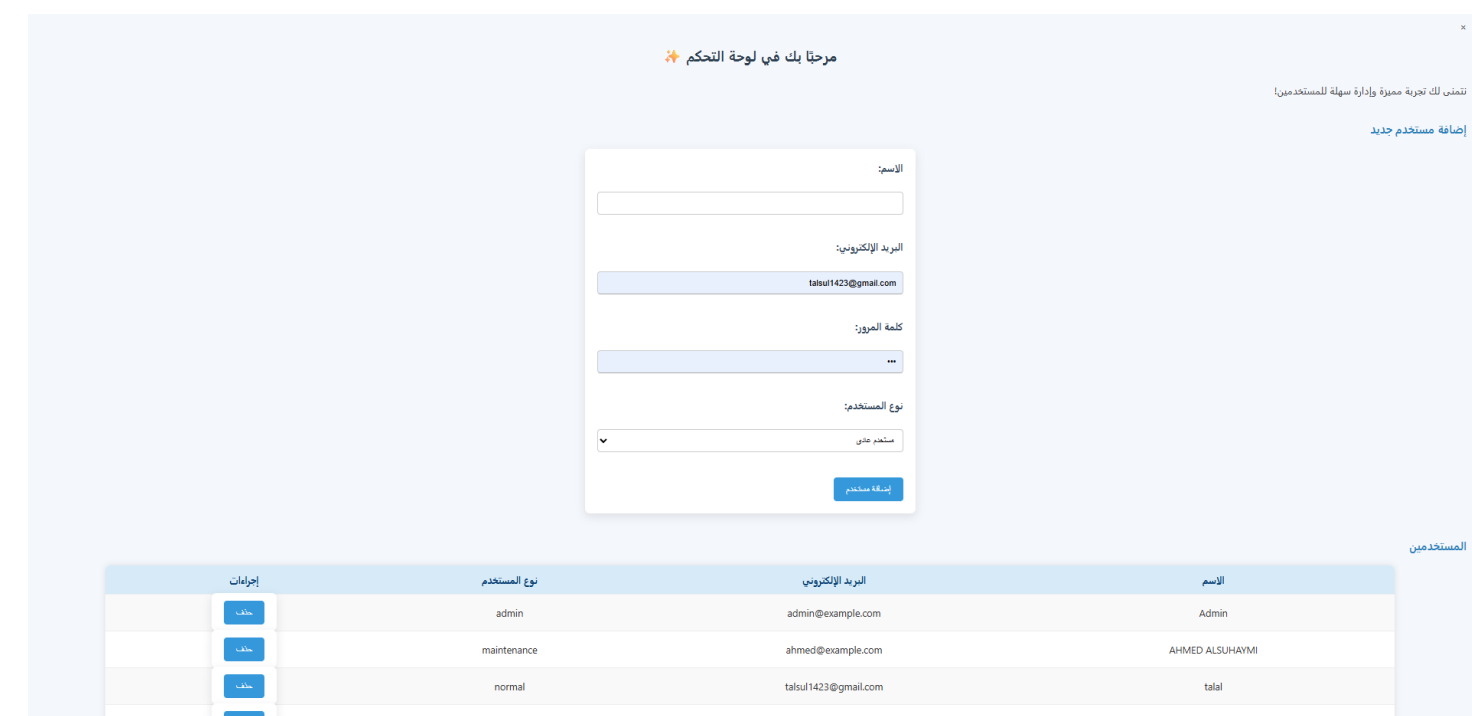 ×
مرحبًا بك في لوحة التحكم ✨
نتمنى لك تجربة مميزة وإدارة سهلة للمستخدمين!
إضافة مستخدم جديد
الاسم:
البريد الإلكتروني:
talsul1423@gmail.com
كلمة المرور:
•••
نوع المستخدم:
مستخدم عادي
إضافة مستخدم
المستخدمين
الاسم البريد الإلكتروني نوع المستخدم إجراءات
Admin admin@example.com admin حذف
AHMED ALSUHAYMI ahmed@example.com maintenance حذف
talal talsul1423@gmail.com normal حذف